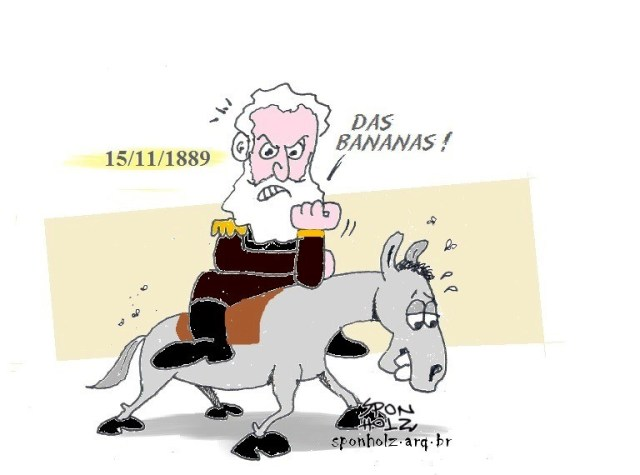 DAS
BANANAS!
15/11/1889
SPON
HOLZ
sponholz.arq.br